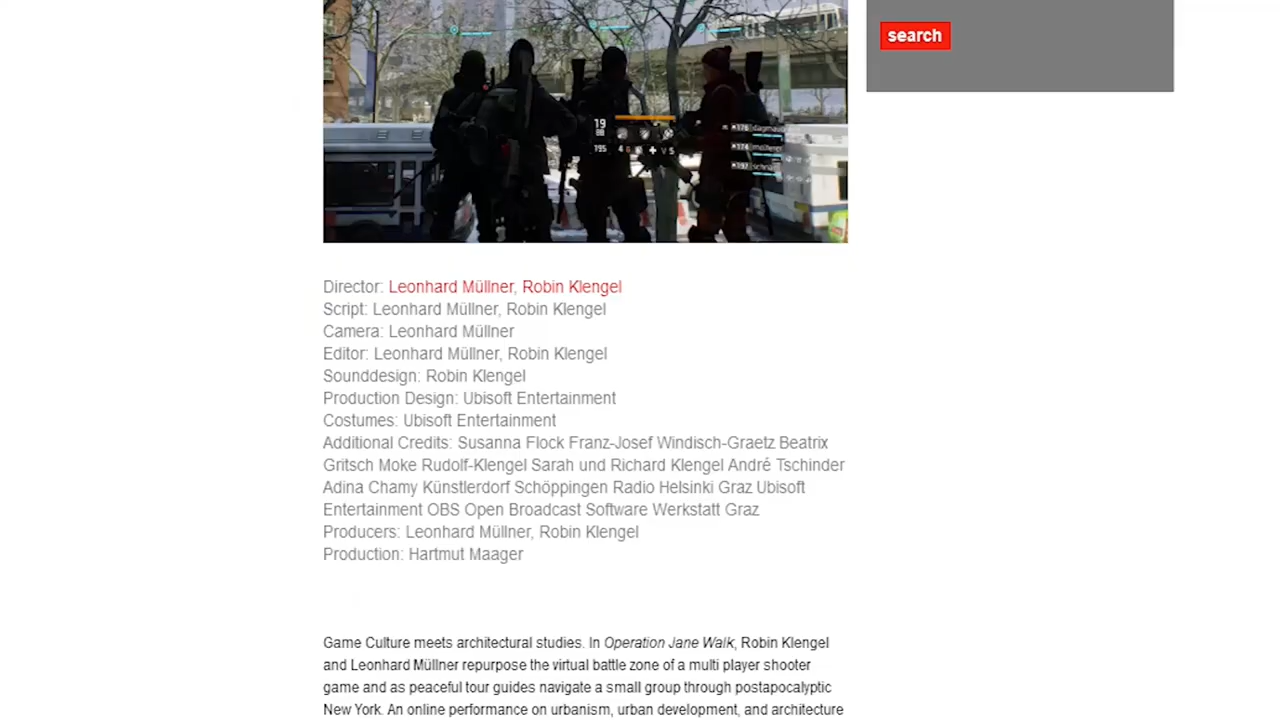 search
19
195
Director: Leonhard Müllner, Robin Klengel
Script: Leonhard Müllner, Robin Klengel
Camera: Leonhard Müllner
Editor: Leonhard Müllner, Robin Klengel
Sounddesign: Robin Klengel
Production Design: Ubisoft Entertainment
Costumes: Ubisoft Entertainment
Additional Credits: Susanna Flock Franz-Josef Windisch-Graetz Beatrix
Gritsch Moke Rudolf-Klengel Sarah und Richard Klengel André Tschinder
Adina Chamy Künstlerdorf Schöppingen Radio Helsinki Graz Ubisoft
Entertainment OBS Open Broadcast Software Werkstatt Graz
Producers: Leonhard Müllner, Robin Klengel
Production: Hartmut Maager
Game Culture meets architectural studies. In Operation Jane Walk, Robin Klengel
and Leonhard Müllner repurpose the virtual battle zone of a multi player shooter
game and as peaceful tour guides navigate a small group through postapocalyptic
New York. An online performance on urbanism, urban development, and architecture